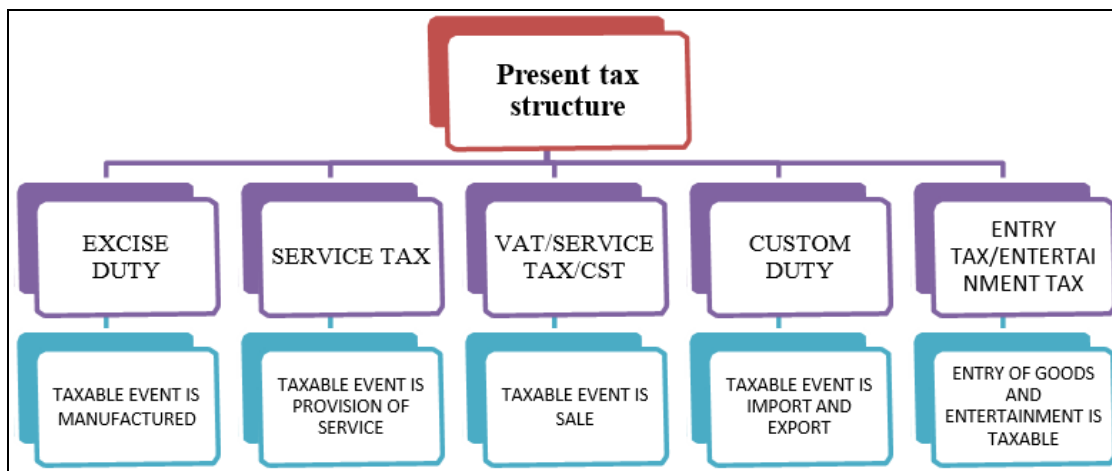 Present tax
structure
EXCISE
DUTY
SERVICE TAX
VAT/SERVICE
TAX/CST
CUSTOM
DUTY
ENTRY
TAX/ENTERTAI
NMENT TAX
TAXABLE EVENT IS
MANUFACTURED
TAXABLE EVENT IS
PROVISION OF
SERVICE
TAXABLE EVENT IS
SALE
TAXABLE EVENT IS
IMPORT AND
EXPORT
ENTRY OF GOODS
AND
ENTERTAINMENT IS
TAXABLE